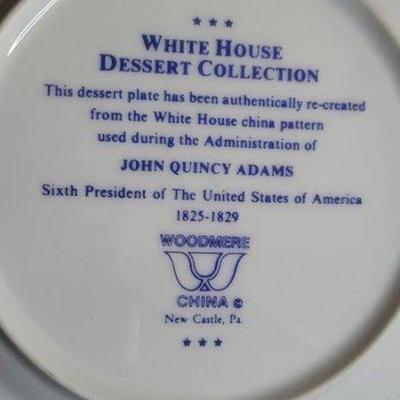 ★ ★ ★
WHITE HOUSE
DESSERT COLLECTION
This dessert plate has been authentically re-created
from the White House china pattern
used during the Administration of
JOHN QUINCY ADAMS
Sixth President of The United States of America
1825-1829
WOODMERE
CHINA ©
New Castle, Pa.
★ ★ ★